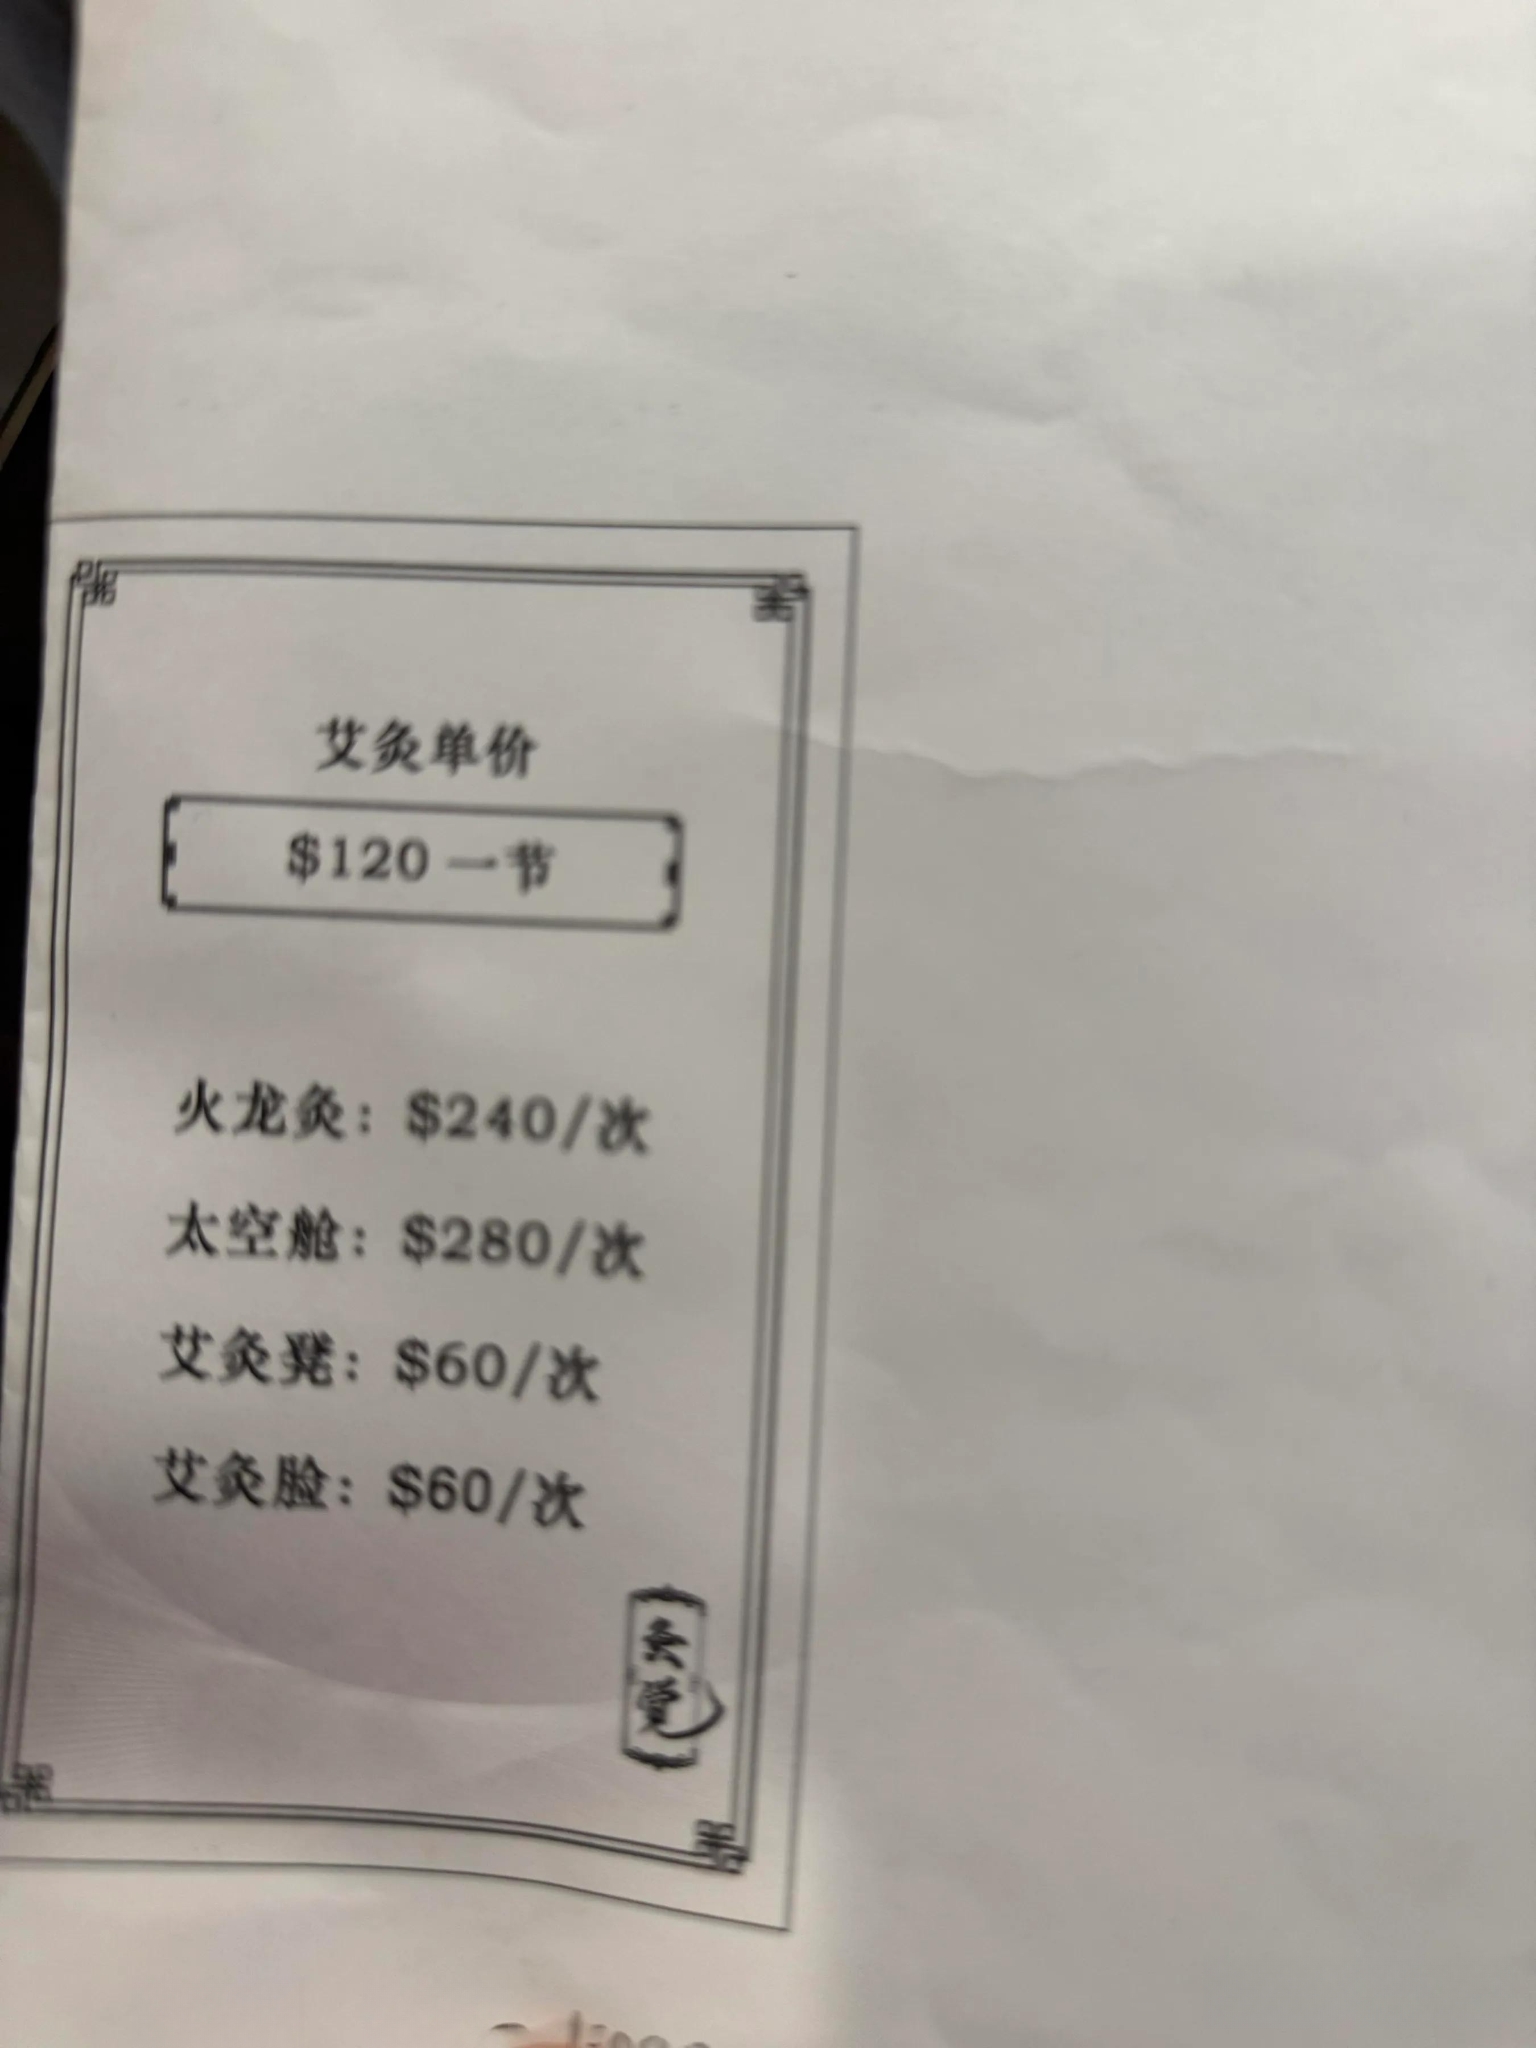 艾灸单价
$120 一节
火龙灸：$240/次
太空舱：$280/次
艾灸凳：$60/次
艾灸脸：$60/次
灸
觉